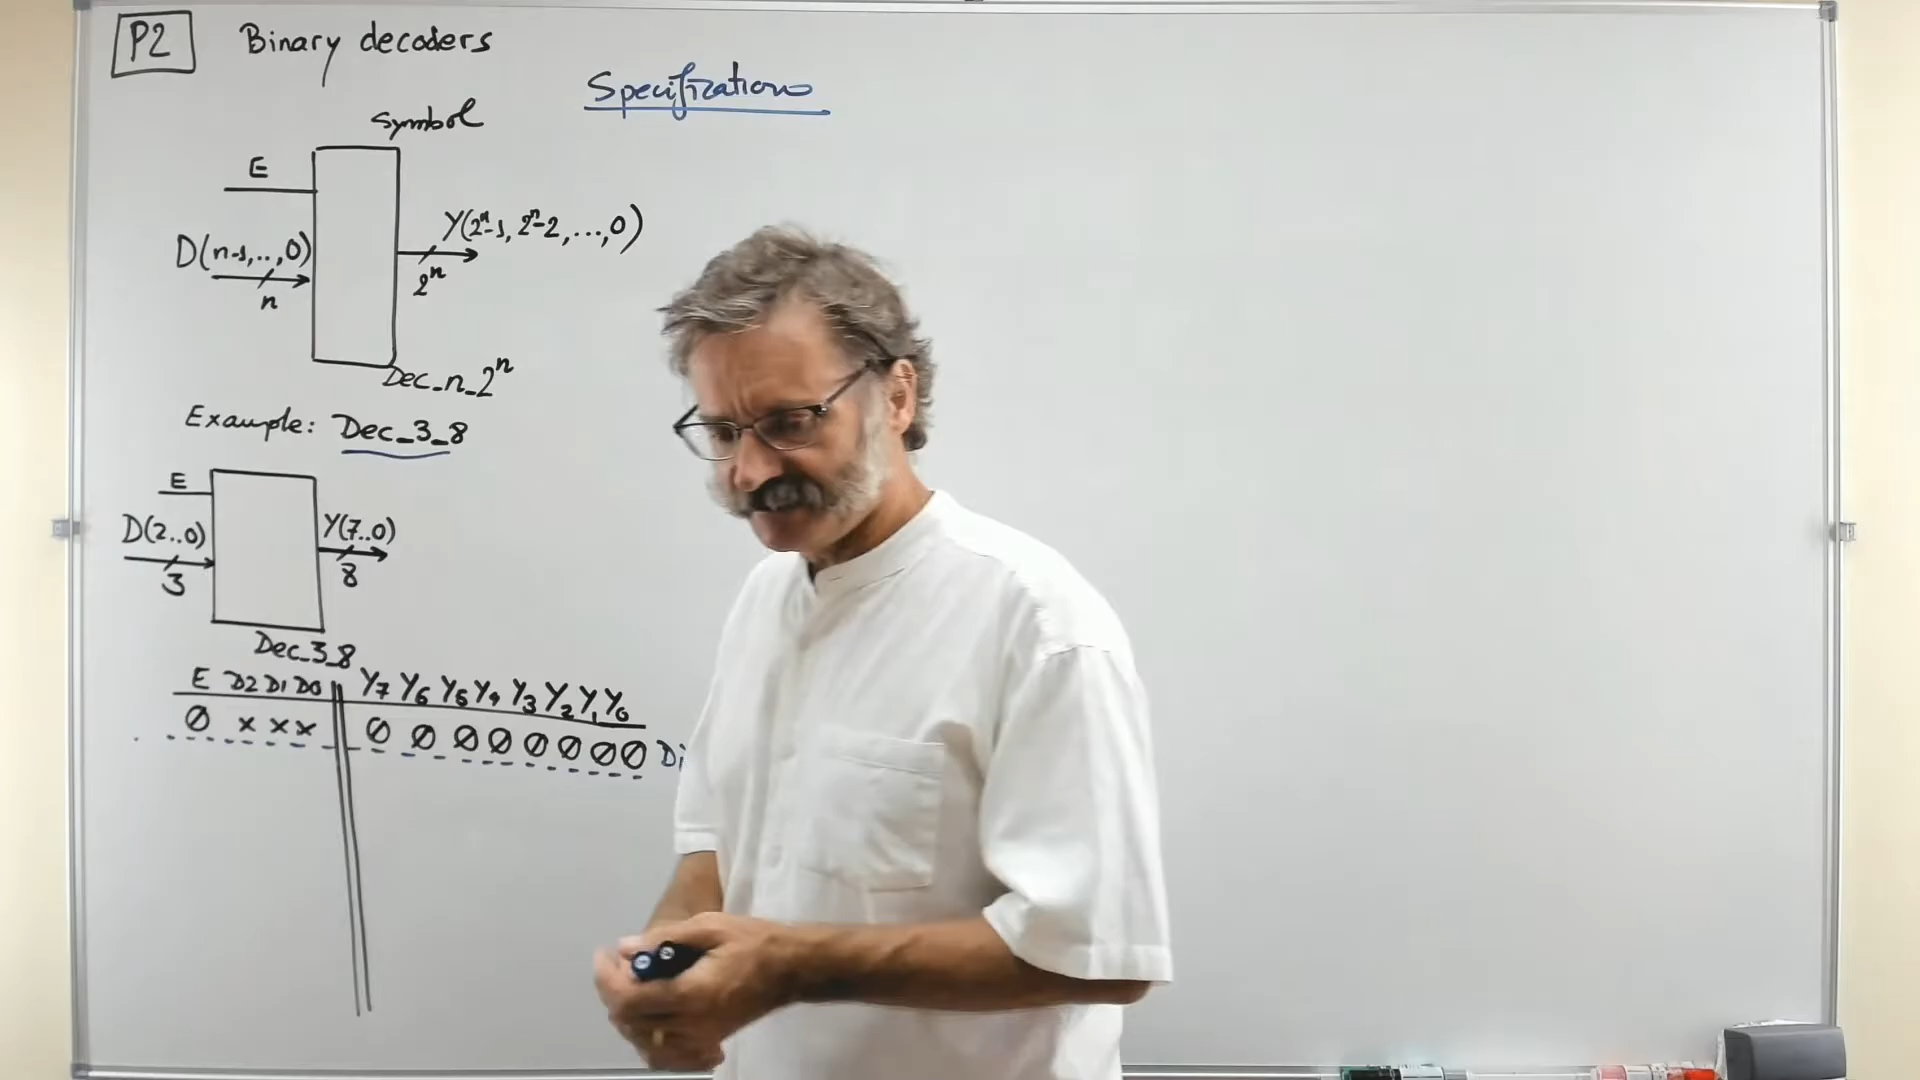 P2 Binary decoders
Specification
symbol
E
D(n-1,..,0)
n
Y(2ⁿ-1, 2ⁿ-2,...,0)
2ⁿ
Dec_n_2ⁿ
Example: Dec_3_8
E
D(2..0)
3
Y(7..0)
8
Dec_3_8
E D2 D1 D0 Y7 Y6 Y5 Y4 Y3 Y2 Y1 Y0
0 x x x 0 0 0 0 0 0 0 0 Di